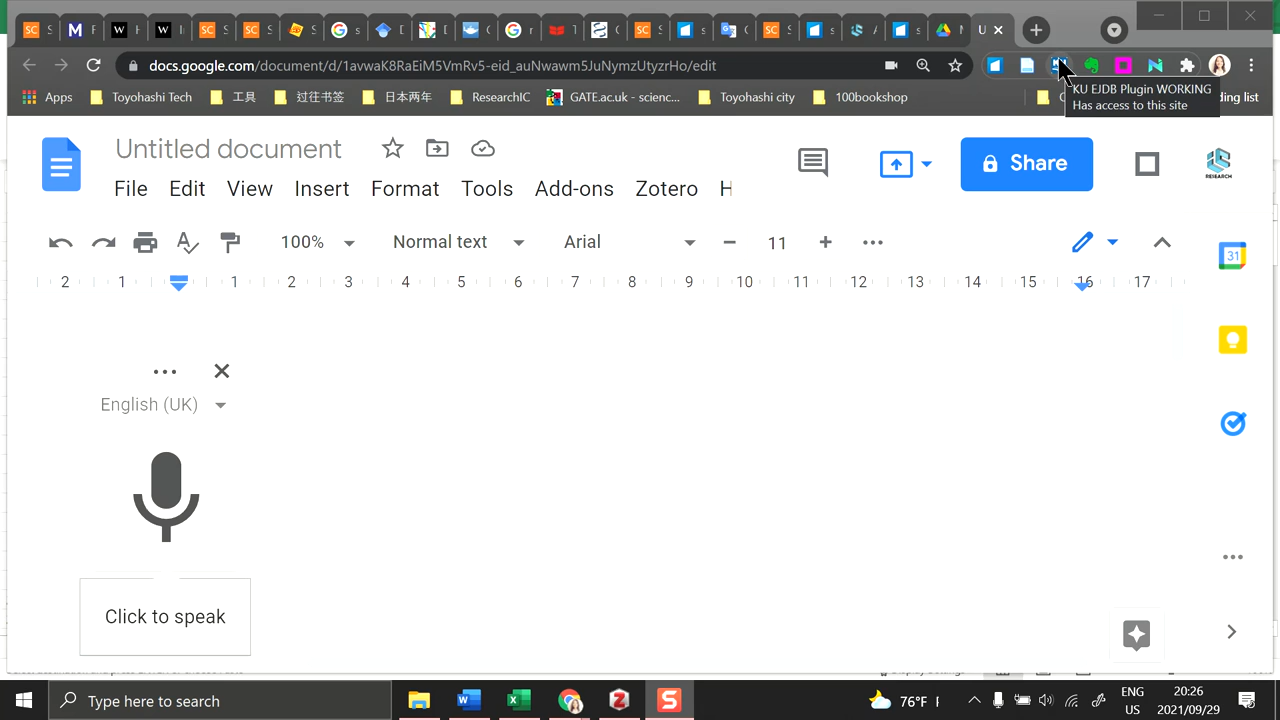 docs.google.com/document/d/1avwaK8RaEiM5VmRv5-eid_auNwawm5JuNymzUtyzrHo/edit
Apps Toyohashi Tech 工具 过往书签 日本两年 ResearchIC GATE.ac.uk - scienc... Toyohashi city 100bookshop
KU EJDB Plugin WORKING
Has access to this site
Untitled document
Share
File Edit View Insert Format Tools Add-ons Zotero
100% Normal text Arial 11
2 1 1 2 3 4 5 6 7 8 9 10 11 12 13 14 15 16 17
31
English (UK)
Click to speak
Type here to search
76°F
ENG
US
20:26
2021/09/29